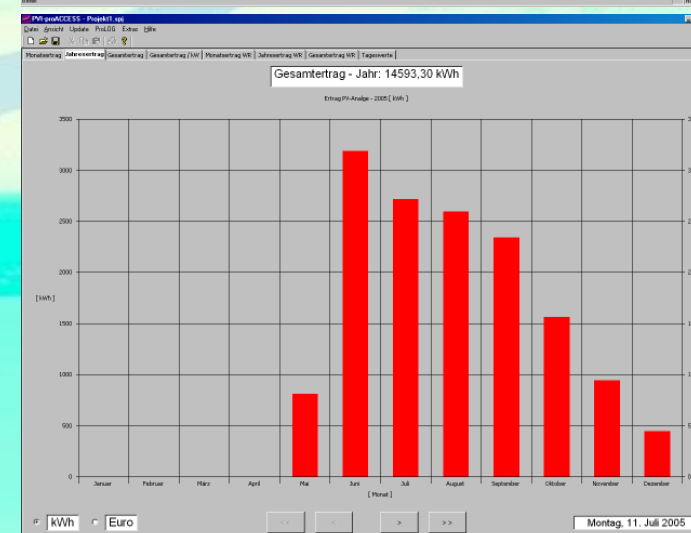 PVI-proACCESS - Projekt1.spj
Datei Ansicht Update ProLOG Extras Hilfe
Monatsertrag Jahresertrag Gesamtertrag Gesamtertrag / kW Monatsertrag WR Jahresertrag WR Gesamtertrag WR Tageswerte
Gesamtertrag - Jahr: 14593,30 kWh
Ertrag PV-Anlage - 2005 [ kWh ]
3500
3000
2500
2000
[ kWh ]
1500
1000
500
0
Januar Februar März April Mai Juni Juli August September Oktober November Dezember
[ Monat ]
kWh Euro << < > >> Montag, 11. Juli 2005